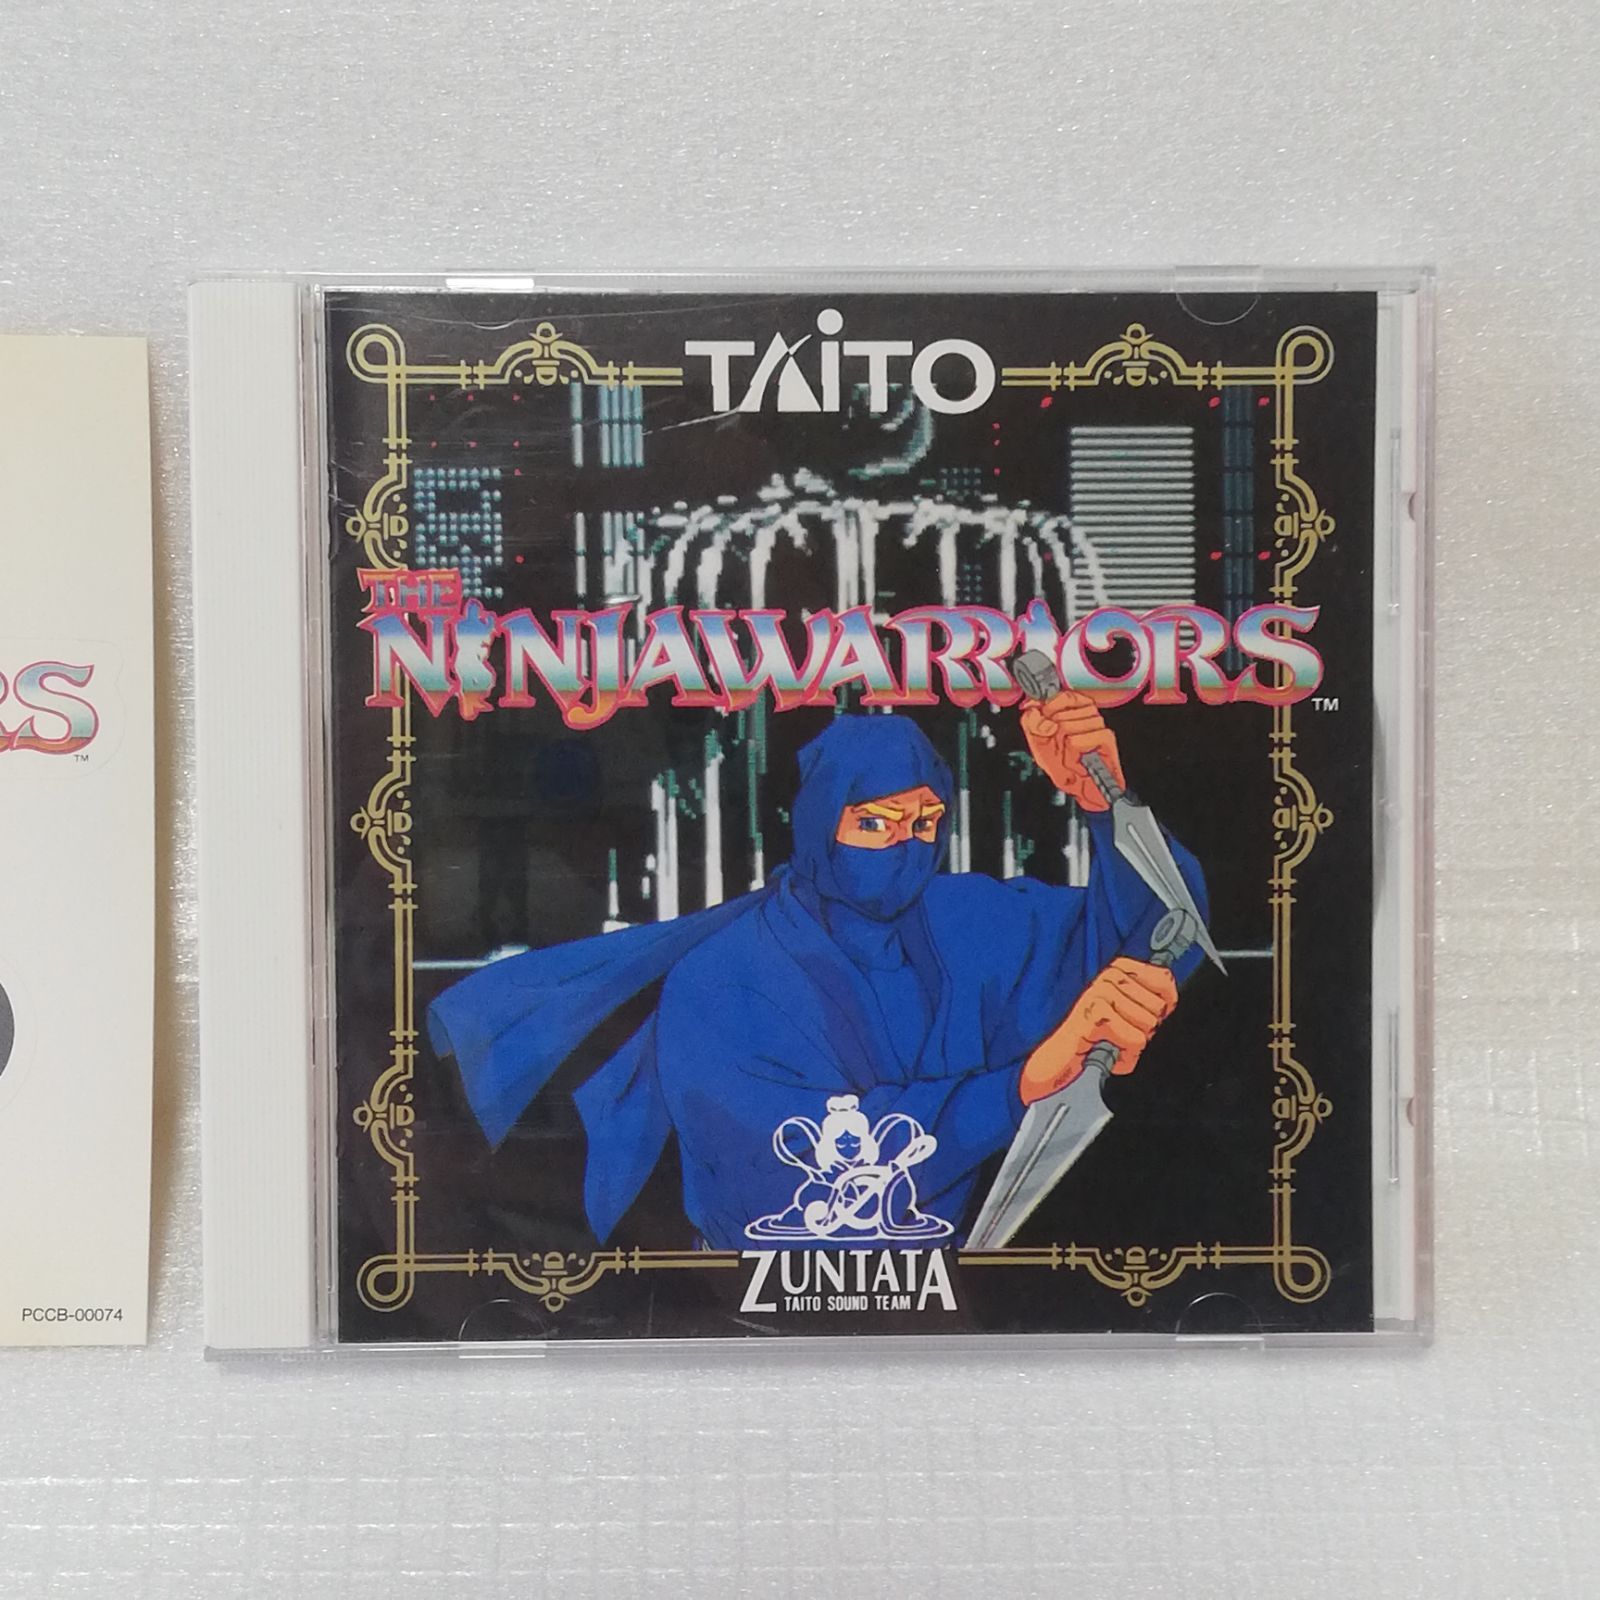 TAITO
THE
NINJAWARRIORS
TM
ZUNTATA
TAITO SOUND TEAM
RS
TM
PCCB-00074